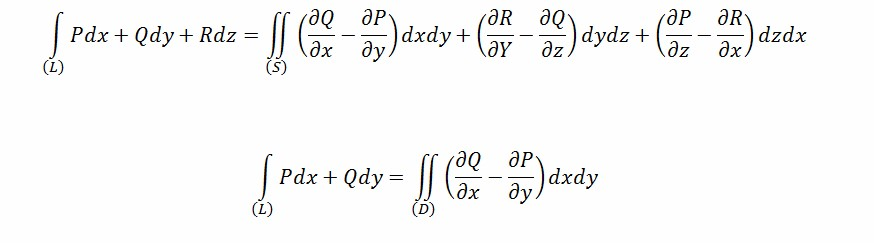 ∫(L) Pdx + Qdy + Rdz = ∬(S) (∂Q/∂x − ∂P/∂y) dxdy + (∂R/∂Y − ∂Q/∂z) dydz + (∂P/∂z − ∂R/∂x) dzdx
∫(L) Pdx + Qdy = ∬(D) (∂Q/∂x − ∂P/∂y) dxdy